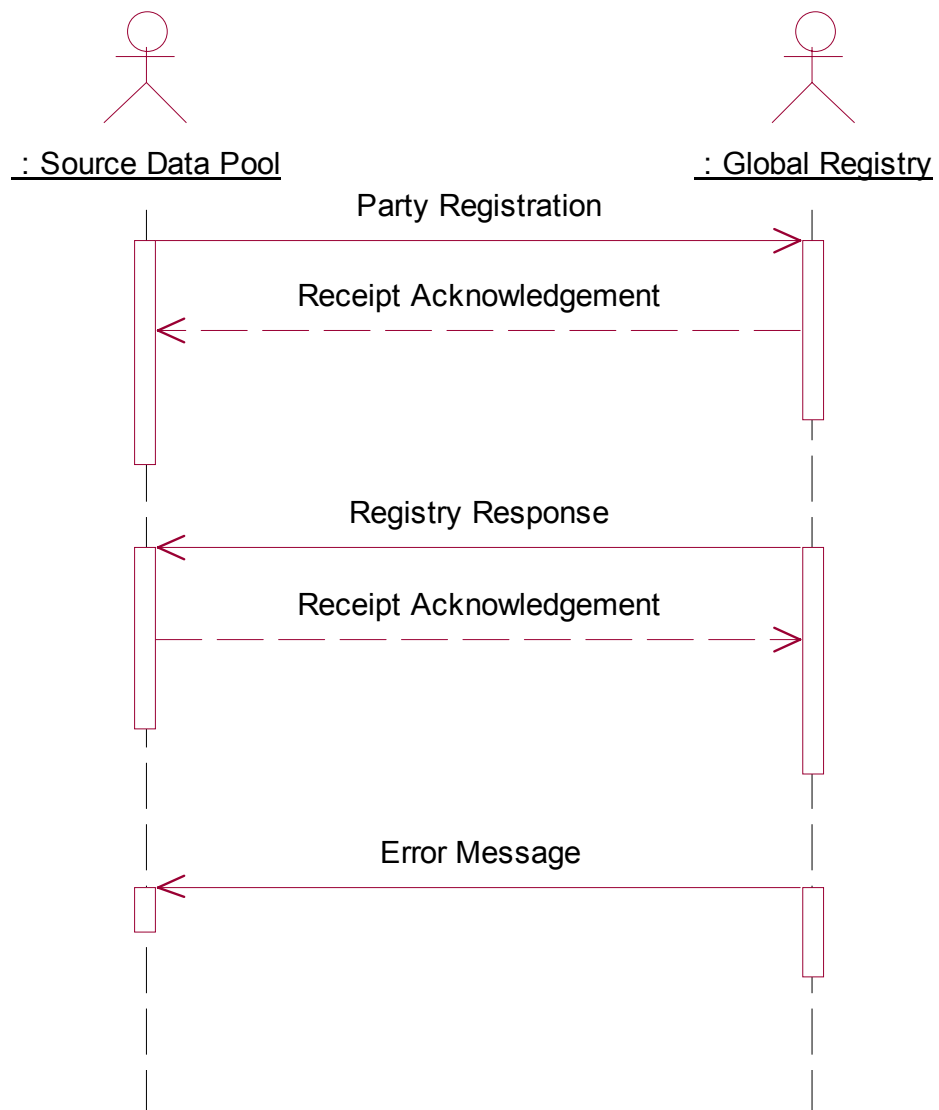 : Source Data Pool
: Global Registry
Party Registration
Receipt Acknowledgement
Registry Response
Receipt Acknowledgement
Error Message